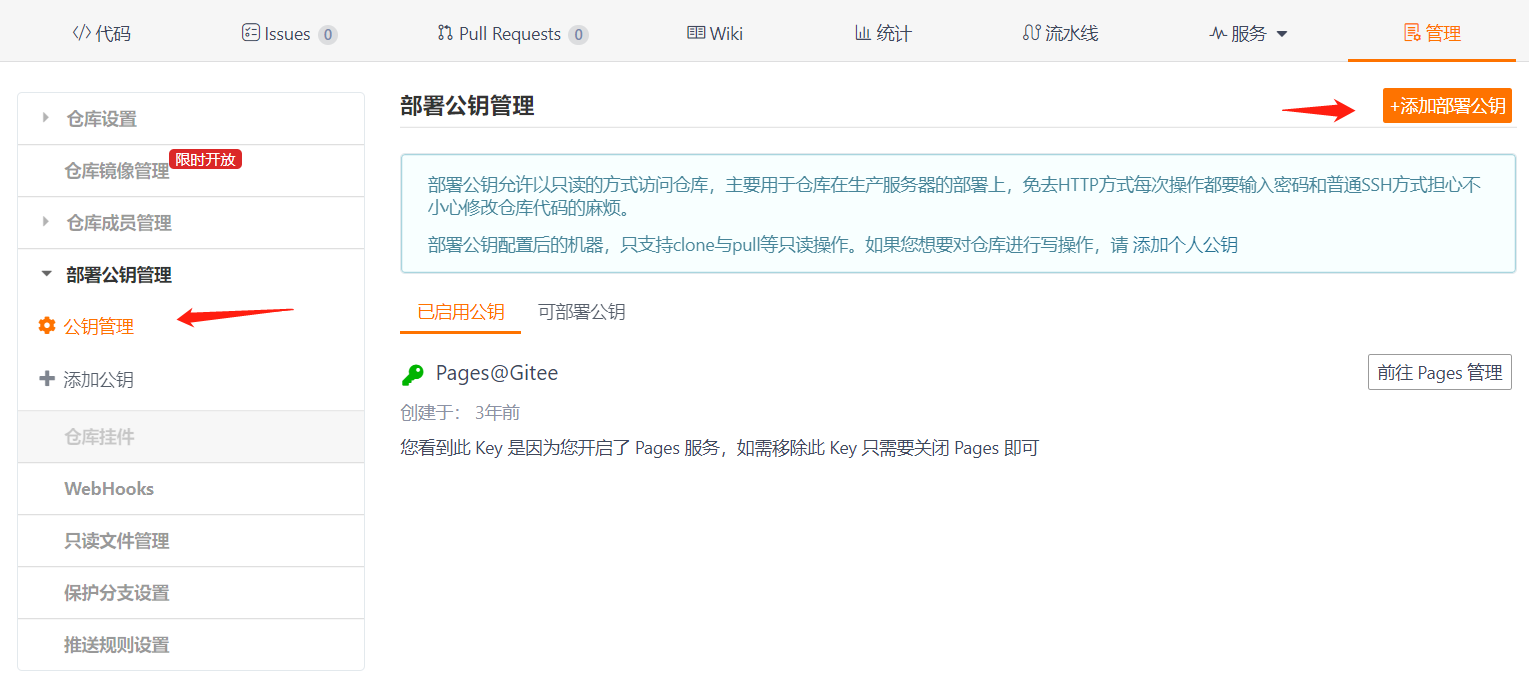 代码
Issues 0
Pull Requests 0
Wiki
统计
流水线
服务
管理
仓库设置
仓库镜像管理
限时开放
仓库成员管理
部署公钥管理
公钥管理
添加公钥
仓库挂件
WebHooks
只读文件管理
保护分支设置
推送规则设置
部署公钥管理
+添加部署公钥
部署公钥允许以只读的方式访问仓库，主要用于仓库在生产服务器的部署上，免去HTTP方式每次操作都要输入密码和普通SSH方式担心不
小心修改仓库代码的麻烦。
部署公钥配置后的机器，只支持clone与pull等只读操作。如果您想要对仓库进行写操作，请 添加个人公钥
已启用公钥
可部署公钥
Pages@Gitee
前往 Pages 管理
创建于： 3年前
您看到此 Key 是因为您开启了 Pages 服务，如需移除此 Key 只需要关闭 Pages 即可